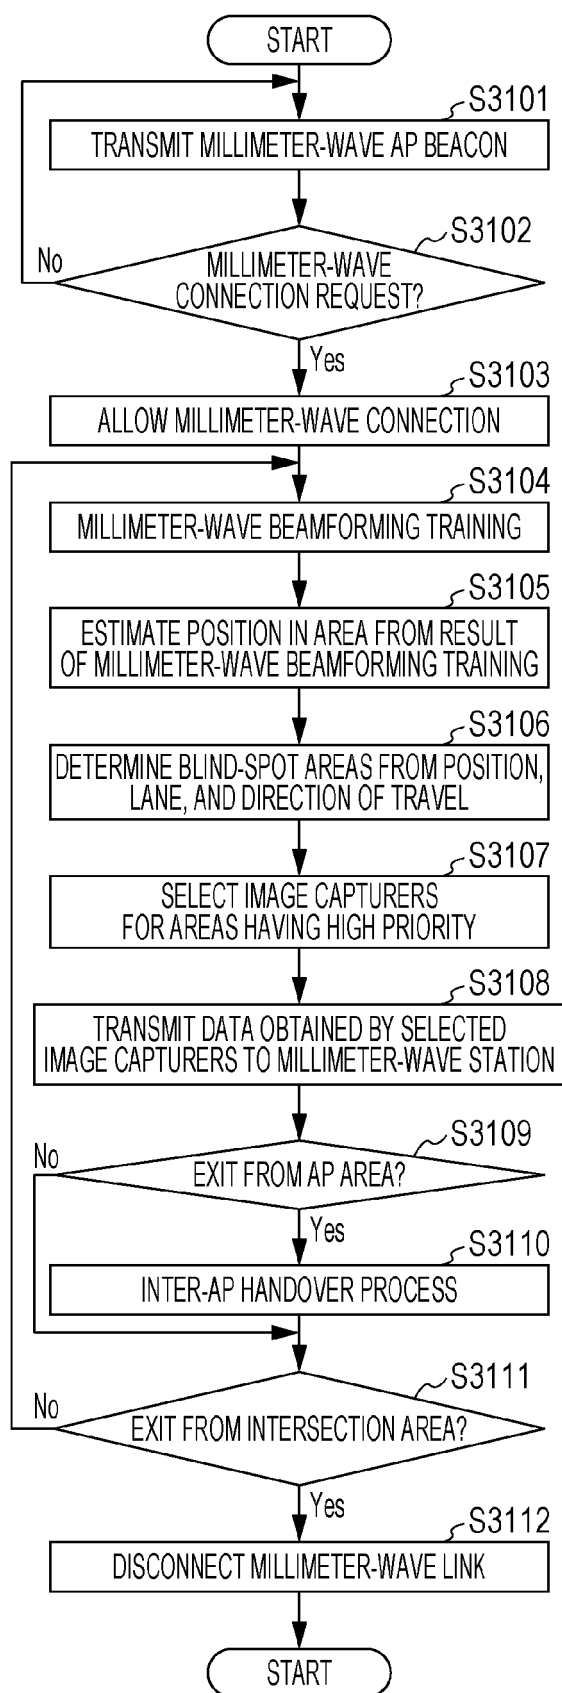 START
S3101
TRANSMIT MILLIMETER-WAVE AP BEACON
S3102
No
MILLIMETER-WAVE
CONNECTION REQUEST?
Yes
S3103
ALLOW MILLIMETER-WAVE CONNECTION
S3104
MILLIMETER-WAVE BEAMFORMING TRAINING
S3105
ESTIMATE POSITION IN AREA FROM RESULT
OF MILLIMETER-WAVE BEAMFORMING TRAINING
S3106
DETERMINE BLIND-SPOT AREAS FROM POSITION,
LANE, AND DIRECTION OF TRAVEL
S3107
SELECT IMAGE CAPTURERS
FOR AREAS HAVING HIGH PRIORITY
S3108
TRANSMIT DATA OBTAINED BY SELECTED
IMAGE CAPTURERS TO MILLIMETER-WAVE STATION
S3109
No
EXIT FROM AP AREA?
Yes
S3110
INTER-AP HANDOVER PROCESS
S3111
No
EXIT FROM INTERSECTION AREA?
Yes
S3112
DISCONNECT MILLIMETER-WAVE LINK
START